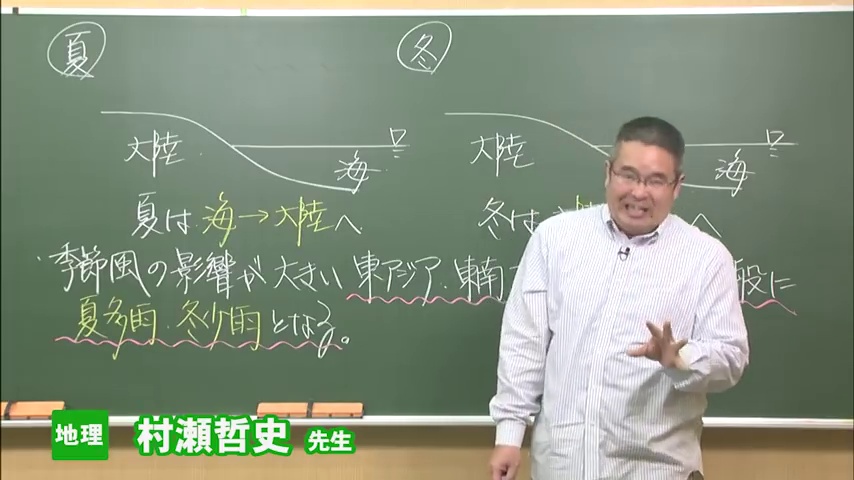 夏
冬
大陸
海
大陸
海
夏は 海→大陸へ
冬は へ
・季節風の影響が大きい 東アジア・東南 般に
夏多雨・冬少雨となる。
地理 村瀬哲史 先生